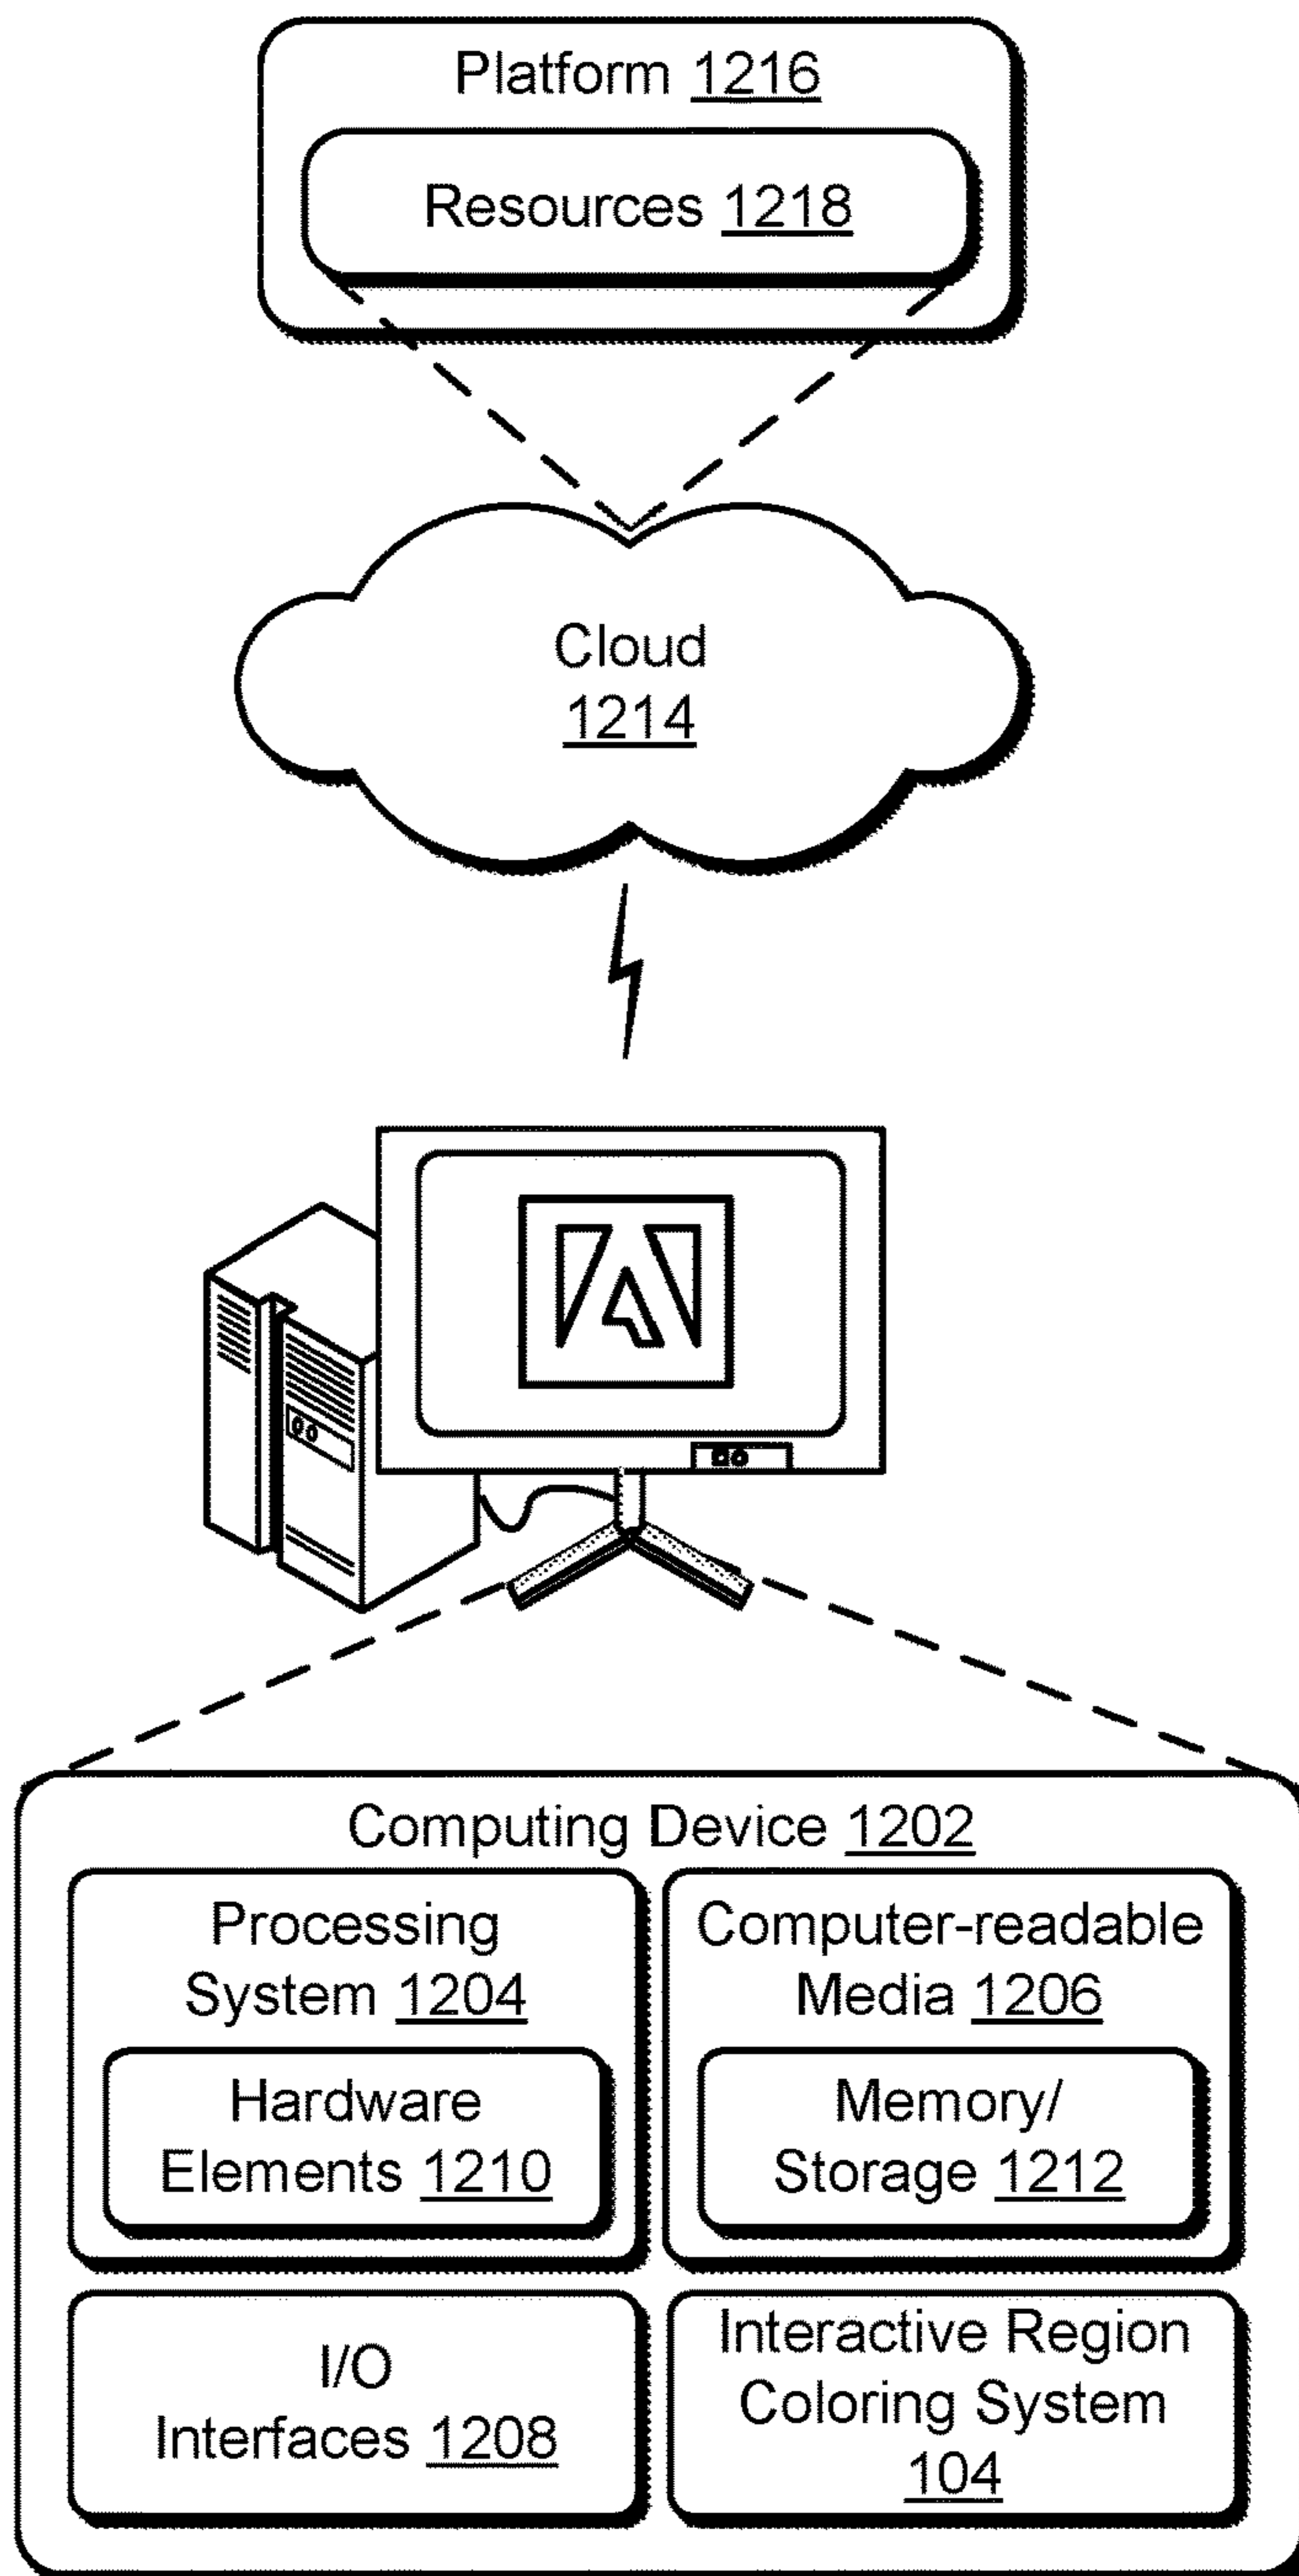 Platform 1216
Resources 1218
Cloud
1214
Computing Device 1202
Processing
System 1204
Hardware
Elements 1210
Computer-readable
Media 1206
Memory/
Storage 1212
I/O
Interfaces 1208
Interactive Region
Coloring System
104